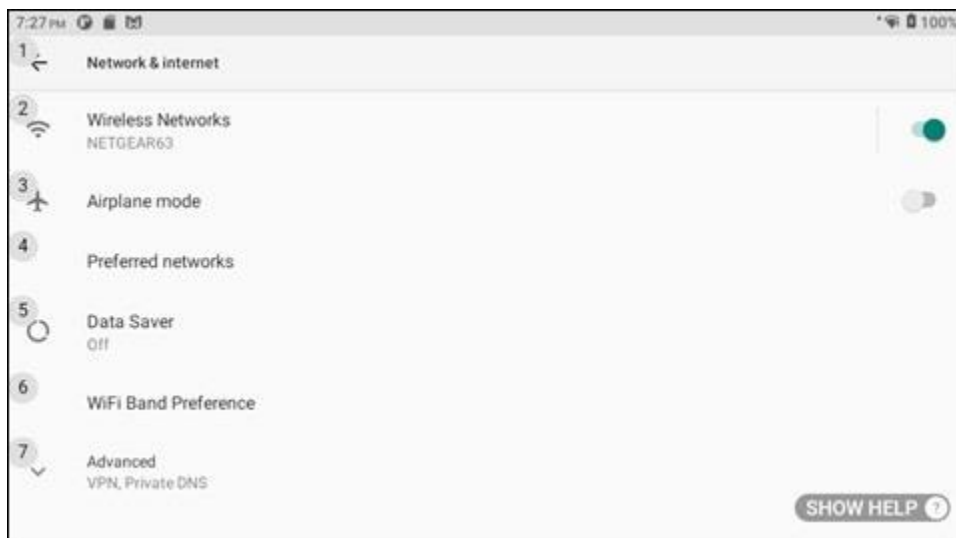 7:27 PM 100%
1 Network & internet
2 Wireless Networks
NETGEAR63
3 Airplane mode
4 Preferred networks
5 Data Saver
Off
6 WiFi Band Preference
7 Advanced
VPN, Private DNS
SHOW HELP ?